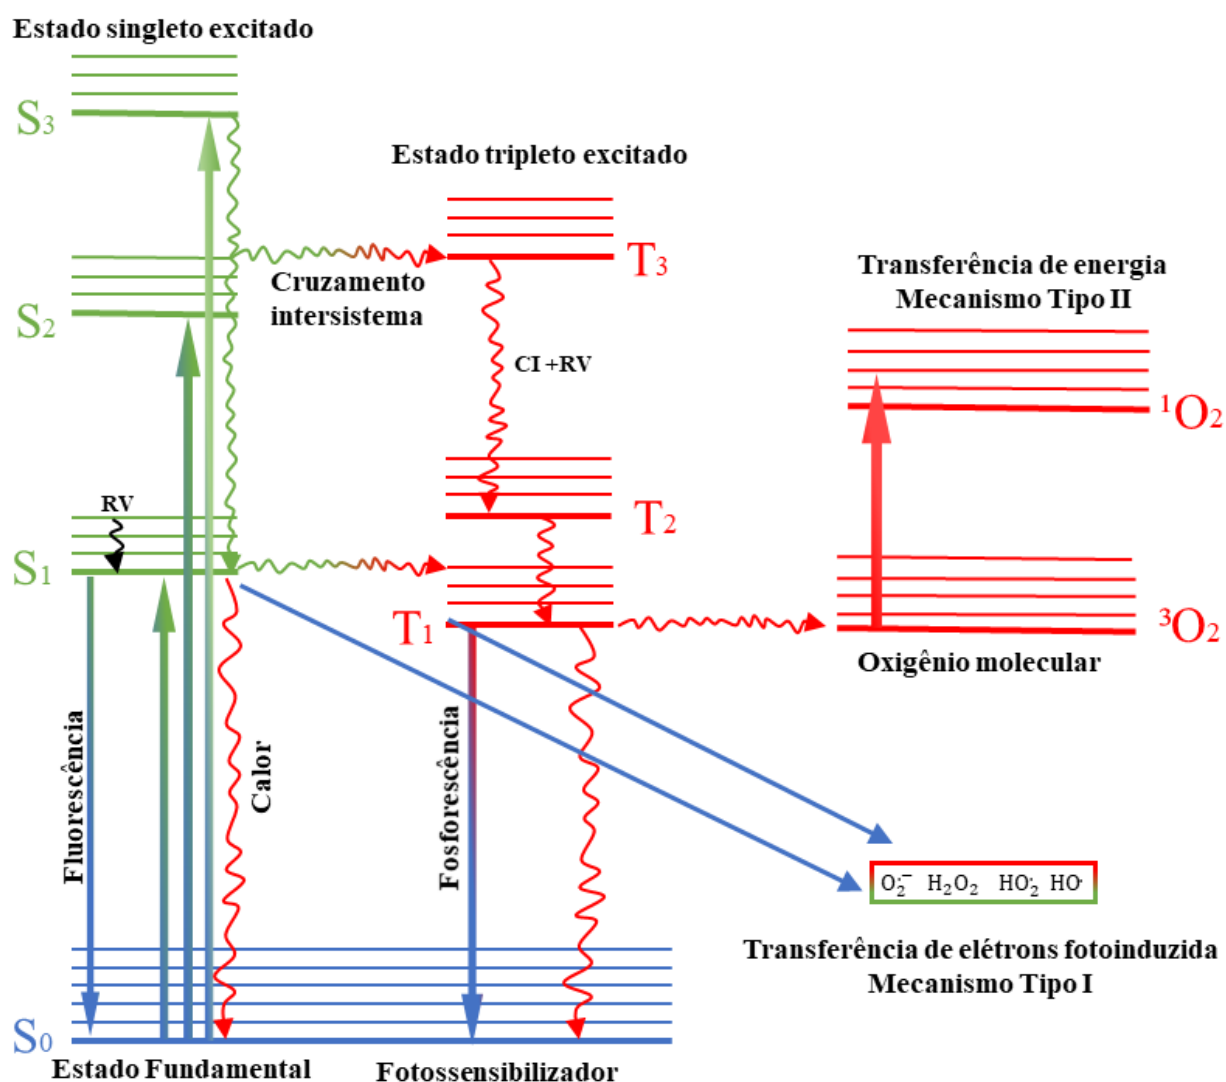 Estado singleto excitado
S3
Estado tripleto excitado
T3
Cruzamento
intersistema
Transferência de energia
Mecanismo Tipo II
S2
CI +RV
¹O2
RV
T2
S1
T1
³O2
Oxigênio molecular
Fluorescência
Calor
Fosforescência
O₂·⁻ H₂O₂ HO₂· HO·
Transferência de elétrons fotoinduzida
Mecanismo Tipo I
S0
Estado Fundamental
Fotossensibilizador